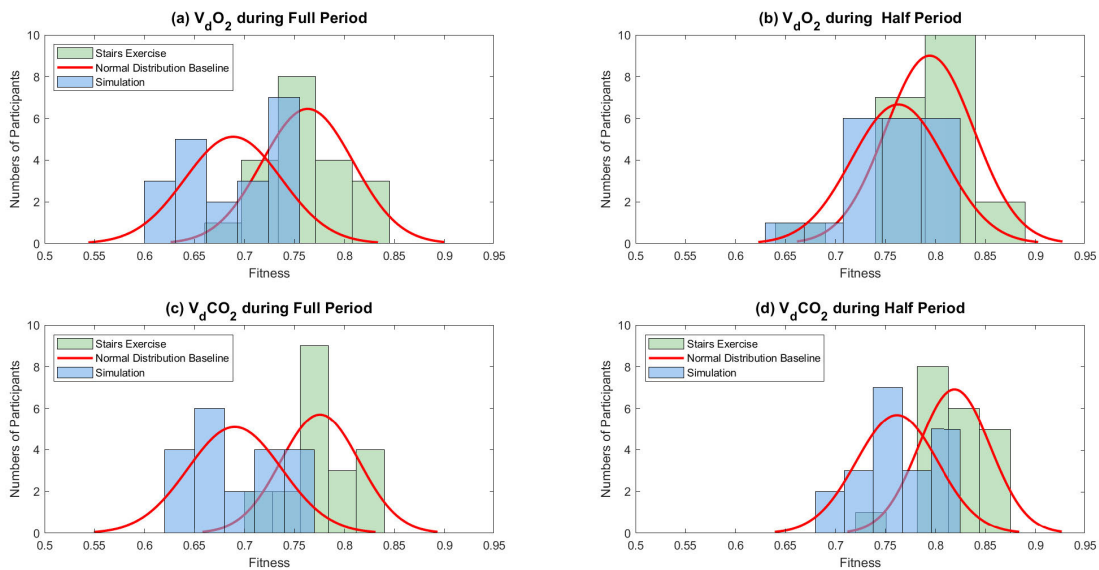 (a) VdO2 during Full Period
Numbers of Participants
10
8
6
4
2
0
Stairs Exercise
Normal Distribution Baseline
Simulation
0.5 0.55 0.6 0.65 0.7 0.75 0.8 0.85 0.9 0.95
Fitness
(b) VdO2 during Half Period
Numbers of Participants
10
8
6
4
2
0
0.5 0.55 0.6 0.65 0.7 0.75 0.8 0.85 0.9 0.95
Fitness
(c) VdCO2 during Full Period
Numbers of Participants
10
8
6
4
2
0
Stairs Exercise
Normal Distribution Baseline
Simulation
0.5 0.55 0.6 0.65 0.7 0.75 0.8 0.85 0.9 0.95
Fitness
(d) VdCO2 during Half Period
Numbers of Participants
10
8
6
4
2
0
Stairs Exercise
Normal Distribution Baseline
Simulation
0.5 0.55 0.6 0.65 0.7 0.75 0.8 0.85 0.9 0.95
Fitness